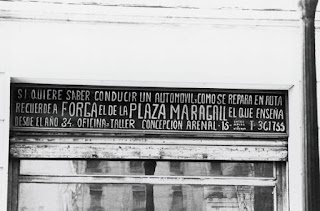 SI QUIERE SABER CONDUCIR UN AUTOMOVIL, COMO SE REPARA EN RUTA
RECUERDE A FORGA EL DE LA PLAZA MARAGALL EL QUE ENSEÑA
DESDE EL AÑO 34. OFICINA Y TALLER CONCEPCION ARENAL-15- T-361755